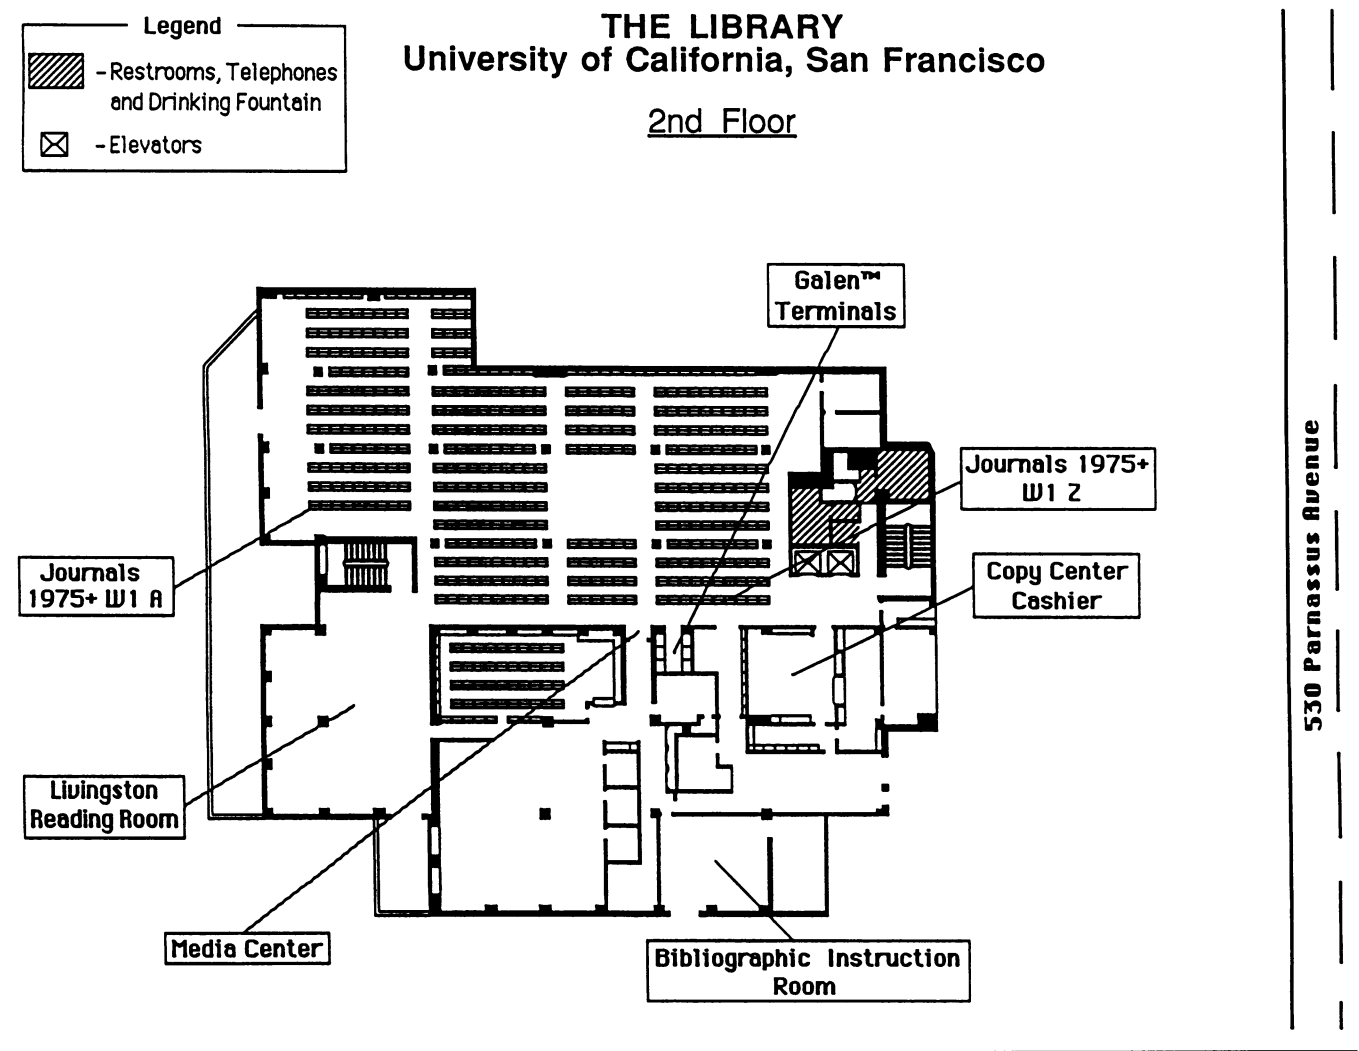 Legend
- Restrooms, Telephones
and Drinking Fountain
- Elevators
THE LIBRARY
University of California, San Francisco
2nd Floor
Galen™
Terminals
Journals 1975+
W1 Z
Journals
1975+ W1 A
Copy Center
Cashier
Livingston
Reading Room
Media Center
Bibliographic Instruction
Room
530 Parnassus Avenue